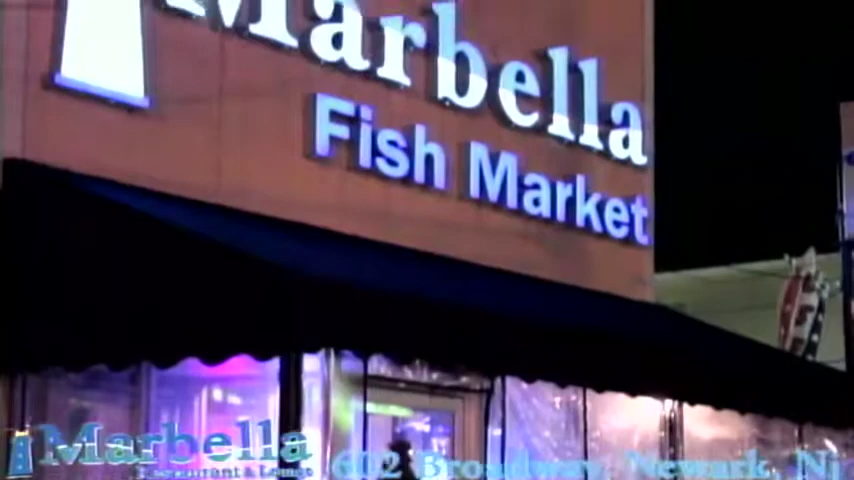 Marbella
Fish Market
Marbella
Restaurant & Lounge
602 Broadway, Newark, Nj